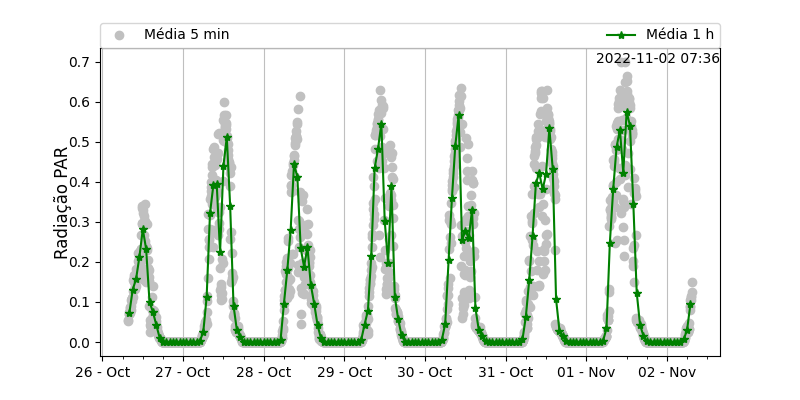 Média 5 min
Média 1 h
2022-11-02 07:36
Radiação PAR
0.7
0.6
0.5
0.4
0.3
0.2
0.1
0.0
26 - Oct
27 - Oct
28 - Oct
29 - Oct
30 - Oct
31 - Oct
01 - Nov
02 - Nov